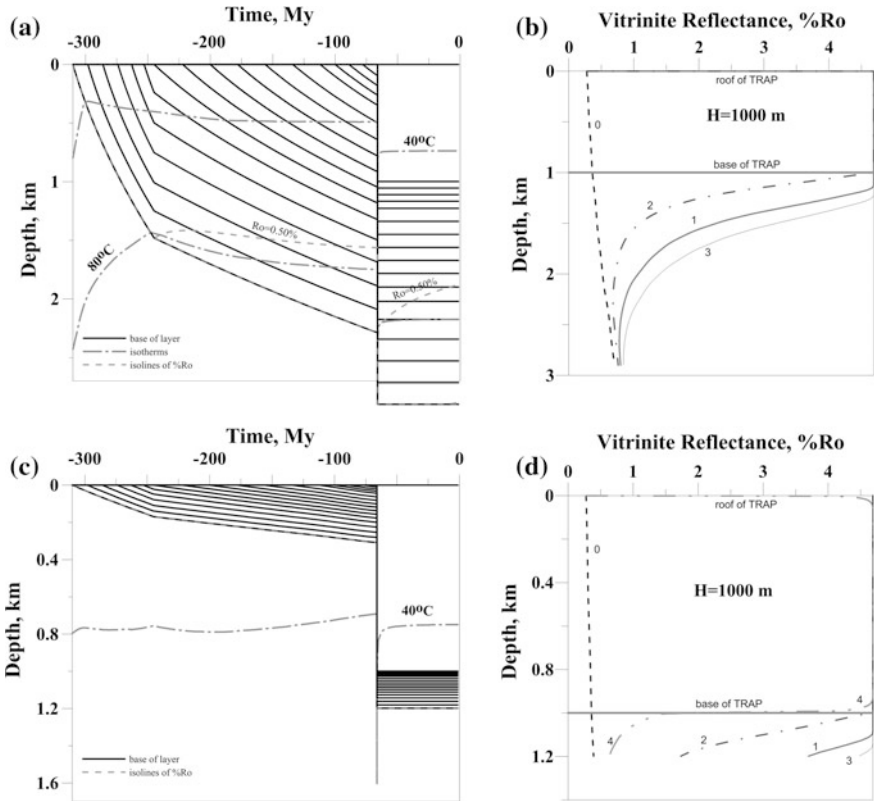 (a)
Time, My
-300 -200 -100 0
Depth, km
0
1
2
80ºC
Ro=0.50%
40ºC
Ro=0.50%
base of layer
isotherms
isolines of %Ro
(b)
Vitrinite Reflectance, %Ro
0 1 2 3 4
Depth, km
0
1
2
3
roof of TRAP
0
H=1000 m
base of TRAP
2
1
3
(c)
Time, My
-300 -200 -100 0
Depth, km
0
0.4
0.8
1.2
1.6
40ºC
base of layer
isolines of %Ro
(d)
Vitrinite Reflectance, %Ro
0 1 2 3 4
Depth, km
0
0.4
0.8
1.2
roof of TRAP
0
H=1000 m
base of TRAP
4
4
2
1
3